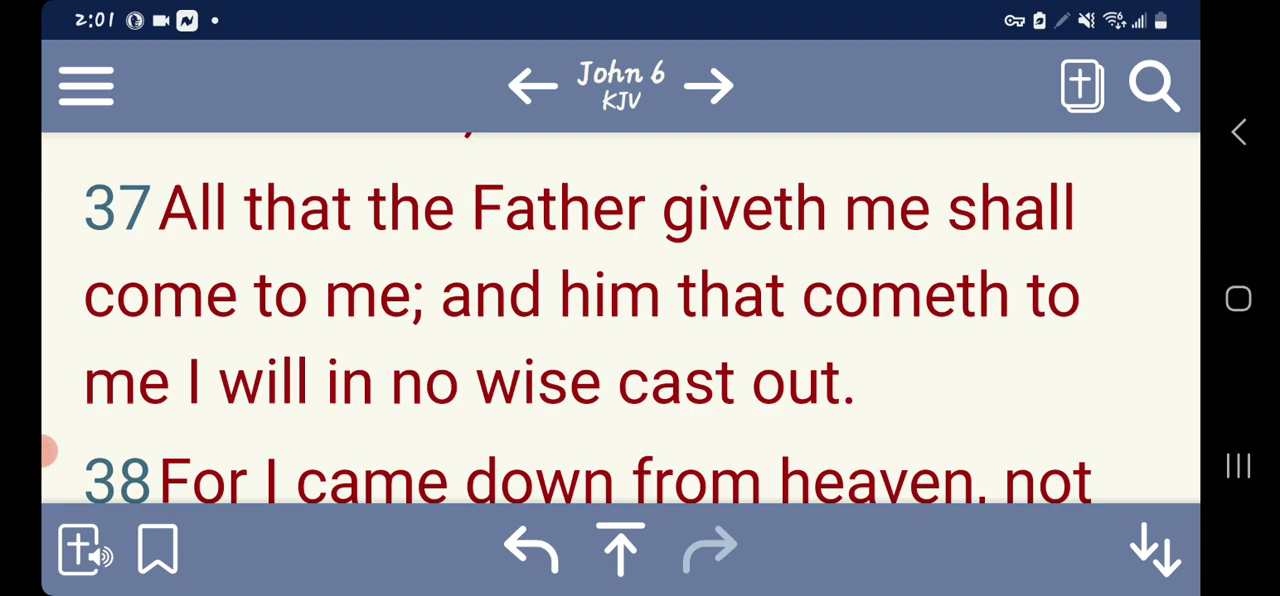 2:01
John 6
KJV
37 All that the Father giveth me shall
come to me; and him that cometh to
me I will in no wise cast out.
38 For I came down from heaven, not